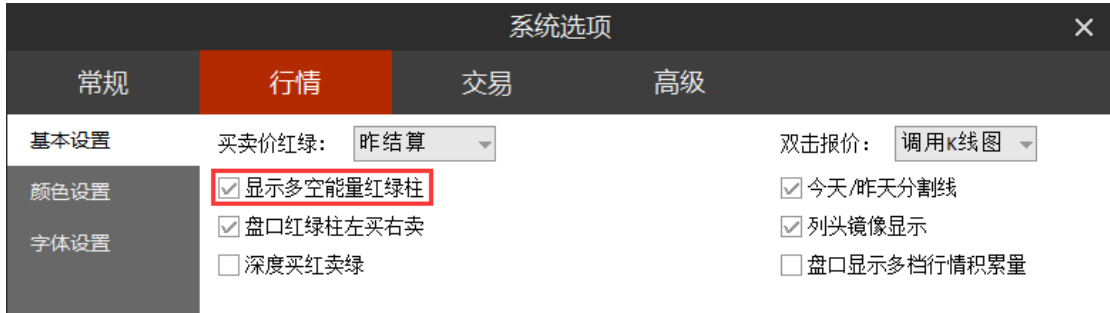 系统选项
常规 行情 交易 高级
基本设置 买卖价红绿： 昨结算 双击报价： 调用K线图
颜色设置 显示多空能量红绿柱 今天/昨天分割线
盘口红绿柱左买右卖 列头镜像显示
字体设置 深度买红卖绿 盘口显示多档行情积累量